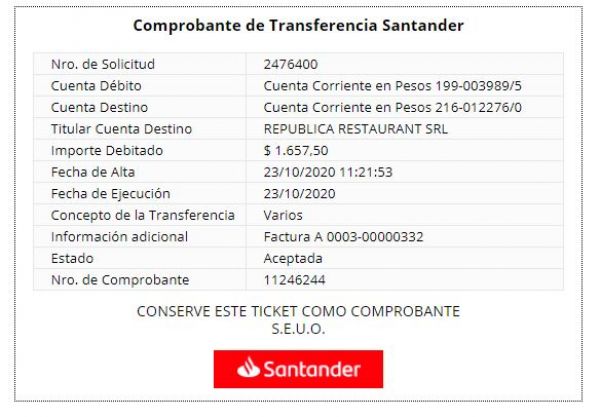 Comprobante de Transferencia Santander
Nro. de Solicitud 2476400
Cuenta Débito Cuenta Corriente en Pesos 199-003989/5
Cuenta Destino Cuenta Corriente en Pesos 216-012276/0
Titular Cuenta Destino REPUBLICA RESTAURANT SRL
Importe Debitado $ 1.657,50
Fecha de Alta 23/10/2020 11:21:53
Fecha de Ejecución 23/10/2020
Concepto de la Transferencia Varios
Información adicional Factura A 0003-00000332
Estado Aceptada
Nro. de Comprobante 11246244
CONSERVE ESTE TICKET COMO COMPROBANTE
S.E.U.O.
Santander